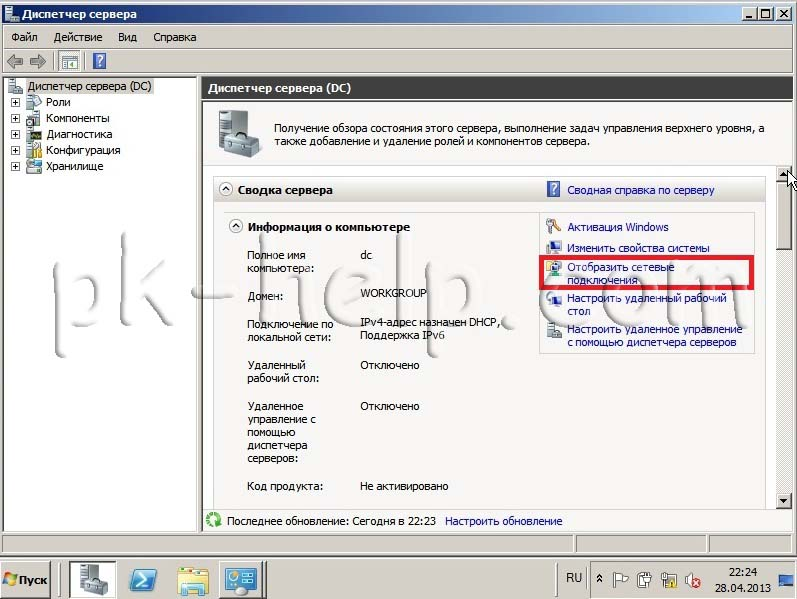 Диспетчер сервера
Файл Действие Вид Справка
Диспетчер сервера (DC)
Роли
Компоненты
Диагностика
Конфигурация
Хранилище
Диспетчер сервера (DC)
Получение обзора состояния этого сервера, выполнение задач управления верхнего уровня, а
также добавление и удаление ролей и компонентов сервера.
Сводка сервера
Сводная справка по серверу
Информация о компьютере
Полное имя
компьютера:
dc
Домен:
WORKGROUP
Подключение по
локальной сети:
IPv4-адрес назначен DHCP,
Поддержка IPv6
Удаленный
рабочий стол:
Отключено
Удаленное
управление с
помощью
диспетчера
серверов:
Отключено
Код продукта:
Не активировано
Активация Windows
Изменить свойства системы
Отобразить сетевые
подключения
Настроить удаленный рабочий
стол
Настроить удаленное управление
с помощью диспетчера серверов
pk-help.com
Последнее обновление: Сегодня в 22:23 Настроить обновление
Пуск
RU
22:24
28.04.2013